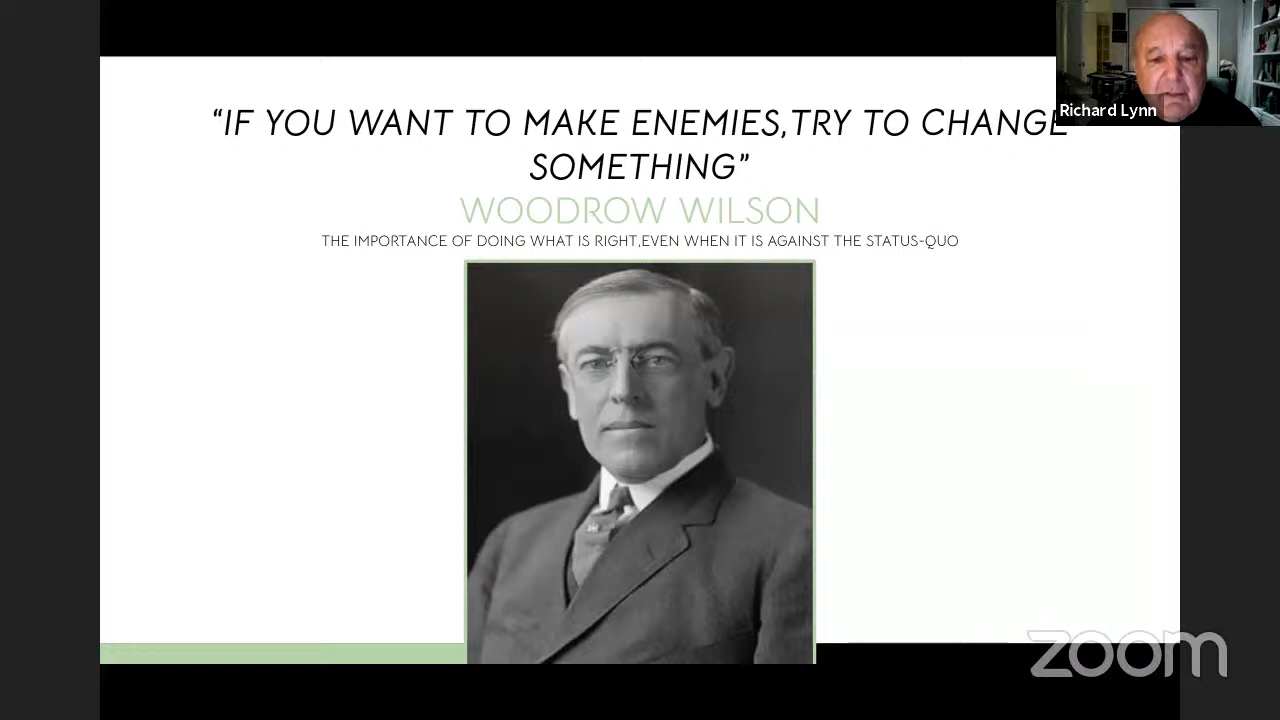 “IF YOU WANT TO MAKE ENEMIES,TRY TO CHANGE
SOMETHING”
WOODROW WILSON
THE IMPORTANCE OF DOING WHAT IS RIGHT,EVEN WHEN IT IS AGAINST THE STATUS-QUO
Richard Lynn
zoom